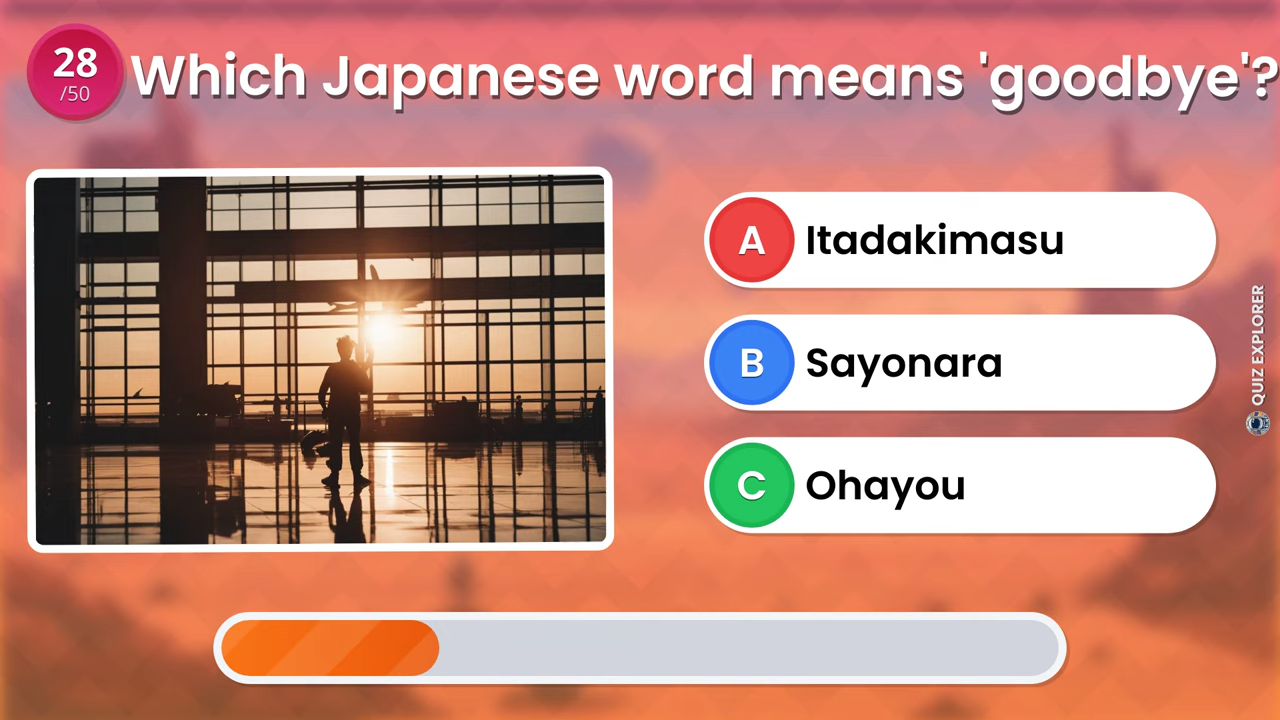 28
/50
Which Japanese word means 'goodbye'?
A Itadakimasu
B Sayonara
C Ohayou
QUIZ EXPLORER